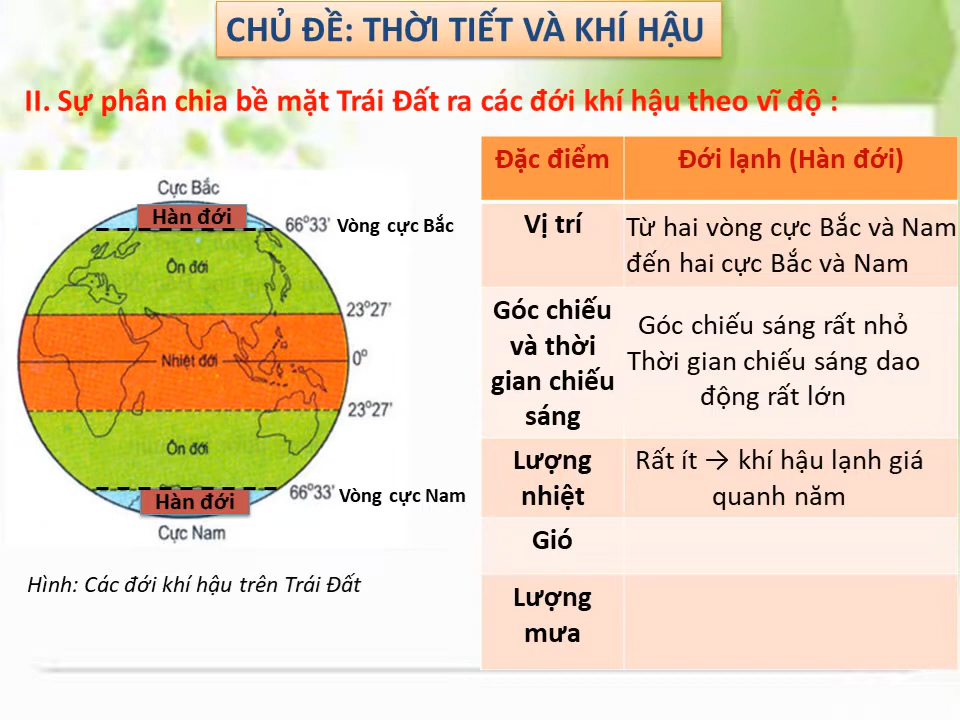 CHỦ ĐỀ: THỜI TIẾT VÀ KHÍ HẬU
II. Sự phân chia bề mặt Trái Đất ra các đới khí hậu theo vĩ độ :
Cực Bắc
Hàn đới
66°33' Vòng cực Bắc
Ôn đới
23°27'
Nhiệt đới
0°
23°27'
Ôn đới
66°33' Vòng cực Nam
Hàn đới
Cực Nam
Hình: Các đới khí hậu trên Trái Đất
Đặc điểm
Đới lạnh (Hàn đới)
Vị trí
Từ hai vòng cực Bắc và Nam
đến hai cực Bắc và Nam
Góc chiếu
và thời
gian chiếu
sáng
Góc chiếu sáng rất nhỏ
Thời gian chiếu sáng dao
động rất lớn
Lượng
nhiệt
Rất ít → khí hậu lạnh giá
quanh năm
Gió
Lượng
mưa